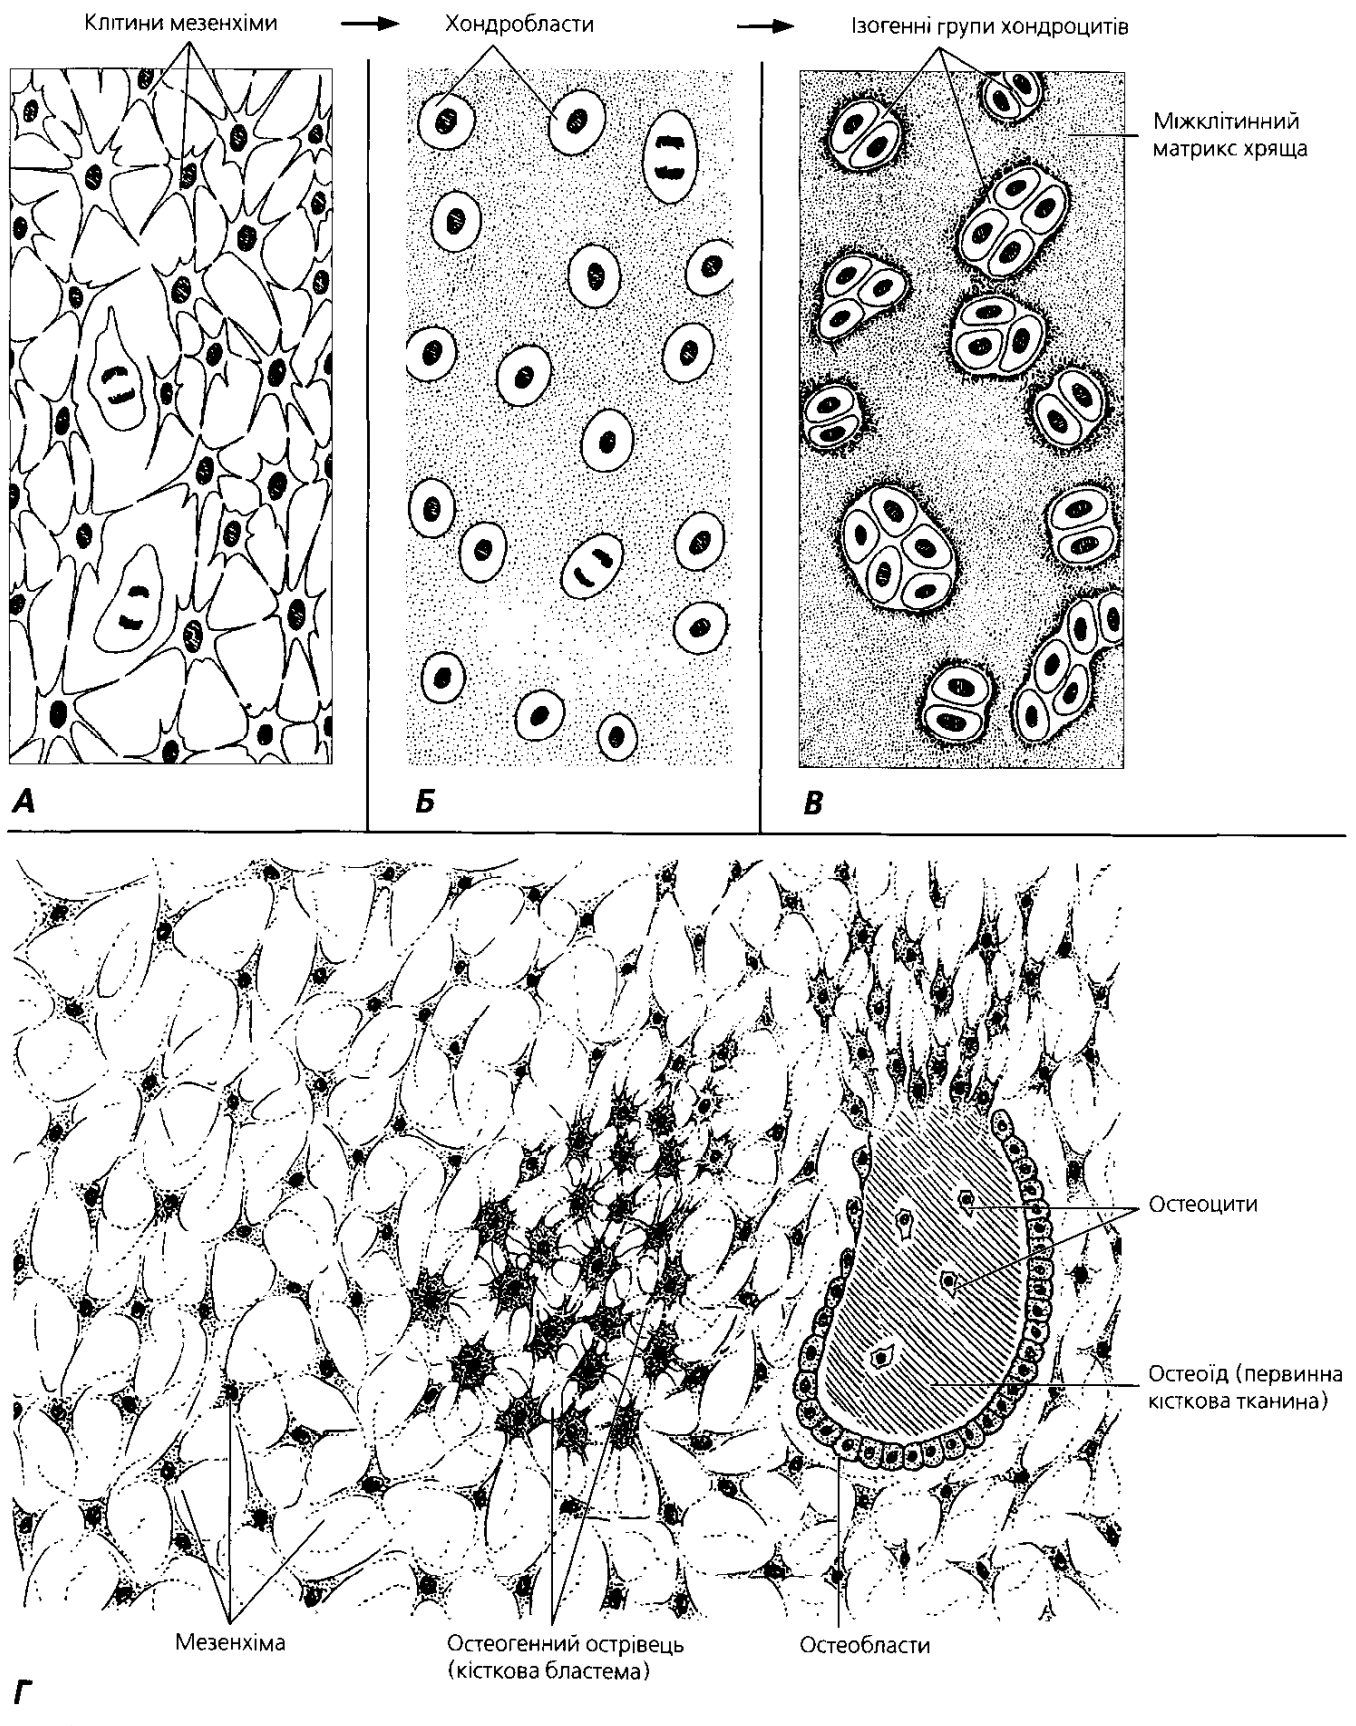 Клітини мезенхіми
Хондробласти
Ізогенні групи хондроцитів
Міжклітинний
матрикс хряща
А
Б
В
Остеоцити
Остеоїд (первинна
кісткова тканина)
Мезенхіма
Остеогенний острівець
(кісткова бластема)
Остеобласти
Г